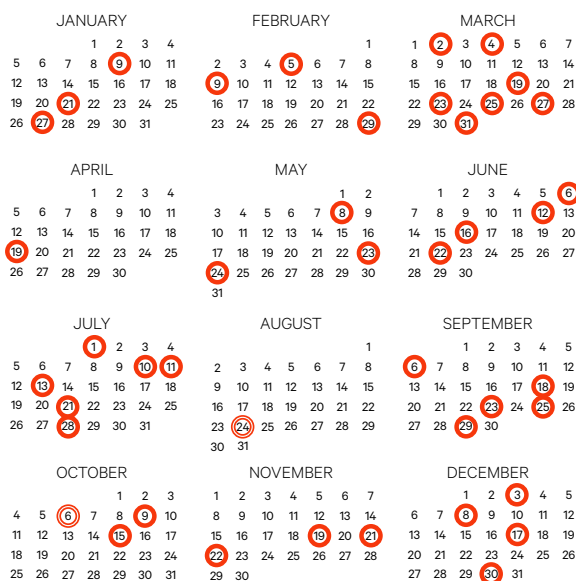 JANUARY
1 2 3 4
5 6 7 8 9 10 11
12 13 14 15 16 17 18
19 20 21 22 23 24 25
26 27 28 29 30 31
FEBRUARY
1
2 3 4 5 6 7 8
9 10 11 12 13 14 15
16 17 18 19 20 21 22
23 24 25 26 27 28 29
MARCH
1 2 3 4 5 6 7
8 9 10 11 12 13 14
15 16 17 18 19 20 21
22 23 24 25 26 27 28
29 30 31
APRIL
1 2 3 4
5 6 7 8 9 10 11
12 13 14 15 16 17 18
19 20 21 22 23 24 25
26 27 28 29 30
MAY
1 2
3 4 5 6 7 8 9
10 11 12 13 14 15 16
17 18 19 20 21 22 23
24 25 26 27 28 29 30
31
JUNE
1 2 3 4 5 6
7 8 9 10 11 12 13
14 15 16 17 18 19 20
21 22 23 24 25 26 27
28 29 30
JULY
1 2 3 4
5 6 7 8 9 10 11
12 13 14 15 16 17 18
19 20 21 22 23 24 25
26 27 28 29 30 31
AUGUST
1
2 3 4 5 6 7 8
9 10 11 12 13 14 15
16 17 18 19 20 21 22
23 24 25 26 27 28 29
30 31
SEPTEMBER
1 2 3 4 5
6 7 8 9 10 11 12
13 14 15 16 17 18 19
20 21 22 23 24 25 26
27 28 29 30
OCTOBER
1 2 3
4 5 6 7 8 9 10
11 12 13 14 15 16 17
18 19 20 21 22 23 24
25 26 27 28 29 30 31
NOVEMBER
1 2 3 4 5 6 7
8 9 10 11 12 13 14
15 16 17 18 19 20 21
22 23 24 25 26 27 28
29 30
DECEMBER
1 2 3 4 5
6 7 8 9 10 11 12
13 14 15 16 17 18 19
20 21 22 23 24 25 26
27 28 29 30 31